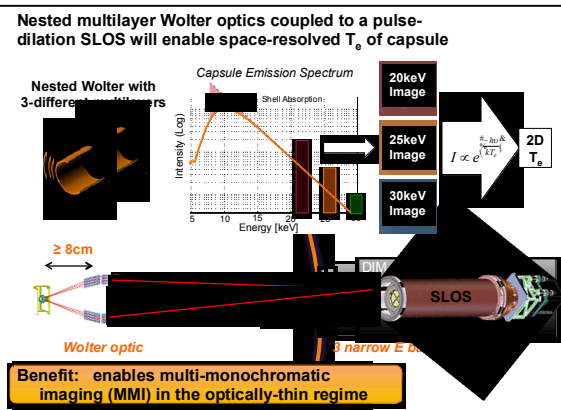 Nested multilayer Wolter optics coupled to a pulse-
dilation SLOS will enable space-resolved Te of capsule
Nested Wolter with
3-different multilayers
Capsule Emission Spectrum
Shell Absorption
Intensity (Log)
5 10 15 20 25
Energy [keV]
20keV
Image
25keV
Image
30keV
Image
2D
Te
≥ 8cm
DIM
SLOS
Wolter optic
3 narrow E
Benefit: enables multi-monochromatic
imaging (MMI) in the optically-thin regime